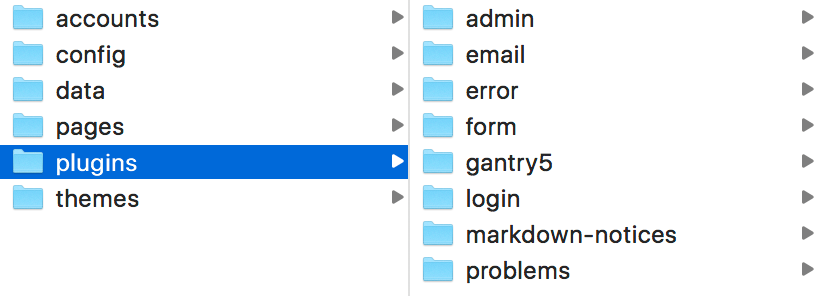 accounts
config
data
pages
plugins
themes
admin
email
error
form
gantry5
login
markdown-notices
problems